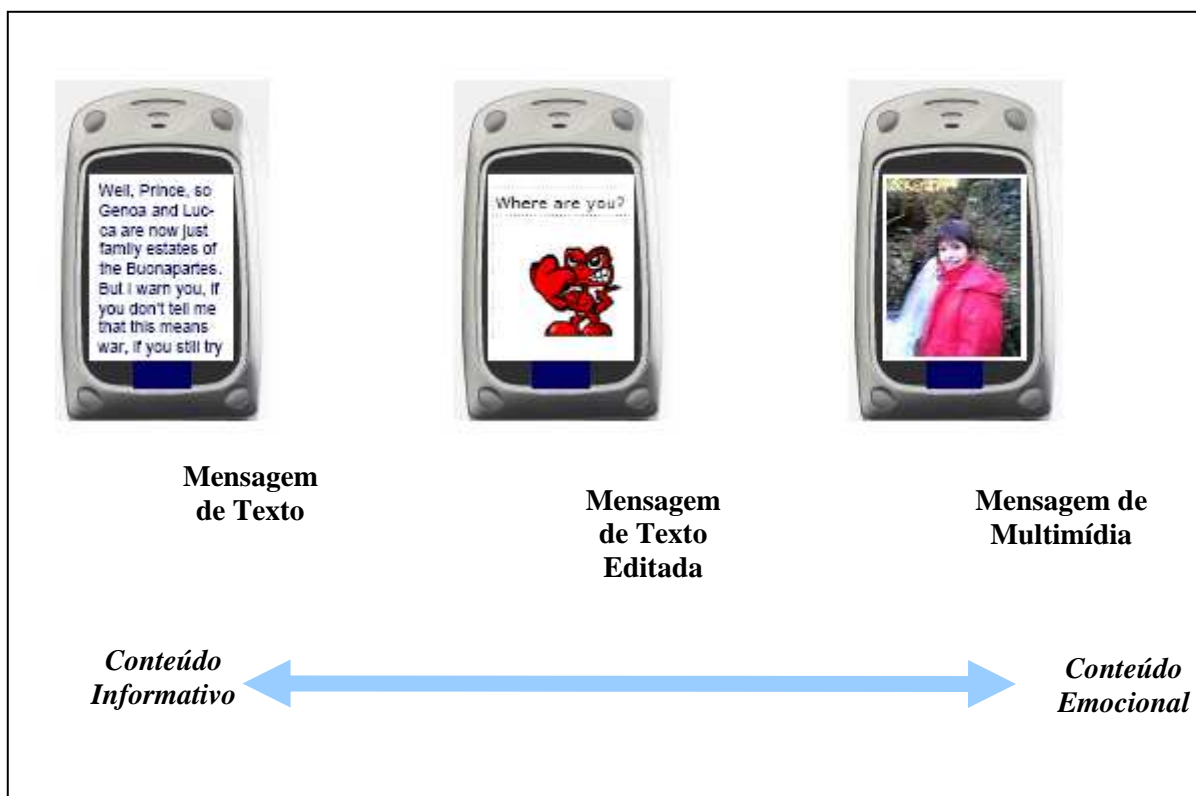 Well, Prince, so
Genoa and Luc-
ca are now just
family estates of
the Buonapartes.
But I warn you, if
you don't tell me
that this means
war, if you still try
Where are you?
Mensagem
de Texto
Mensagem
de Texto
Editada
Mensagem de
Multimídia
Conteúdo
Informativo
Conteúdo
Emocional